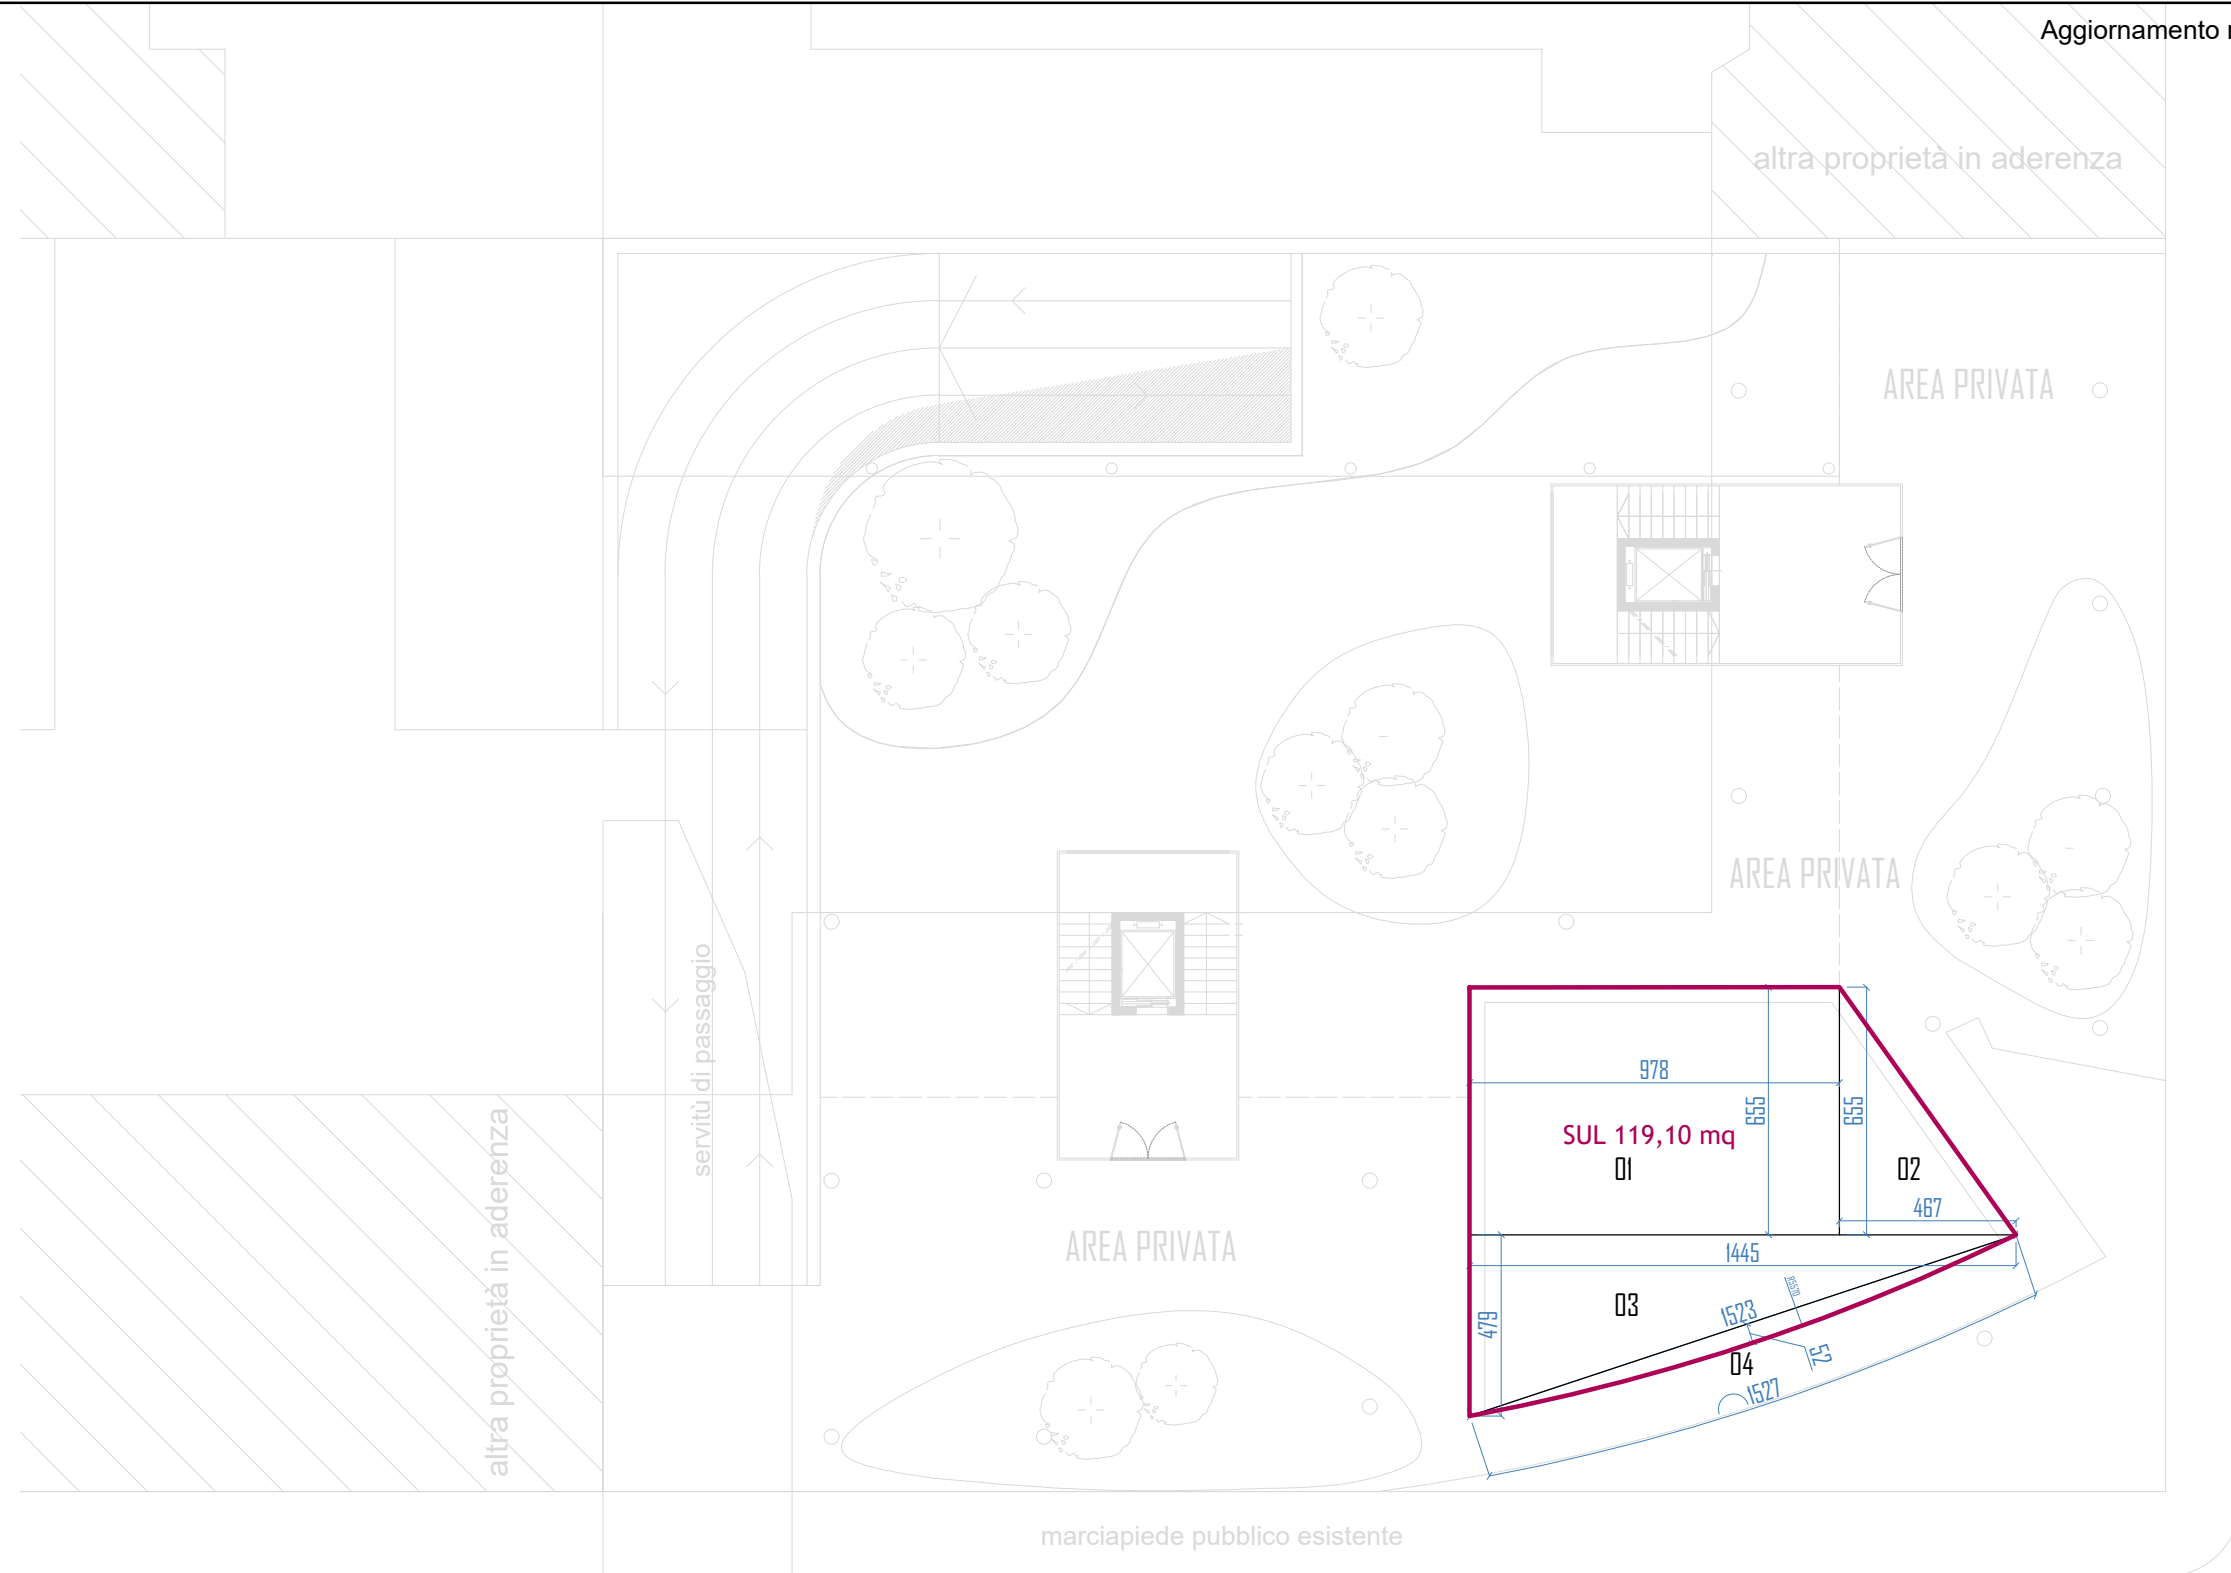 Aggiornamento
altra proprietà in aderenza
AREA PRIVATA
AREA PRIVATA
servitù di passaggio
altra proprietà in aderenza
AREA PRIVATA
978
655
655
SUL 119,10 mq
01
02
467
1445
479
03
1523
R5570
52
04
1527
marciapiede pubblico esistente